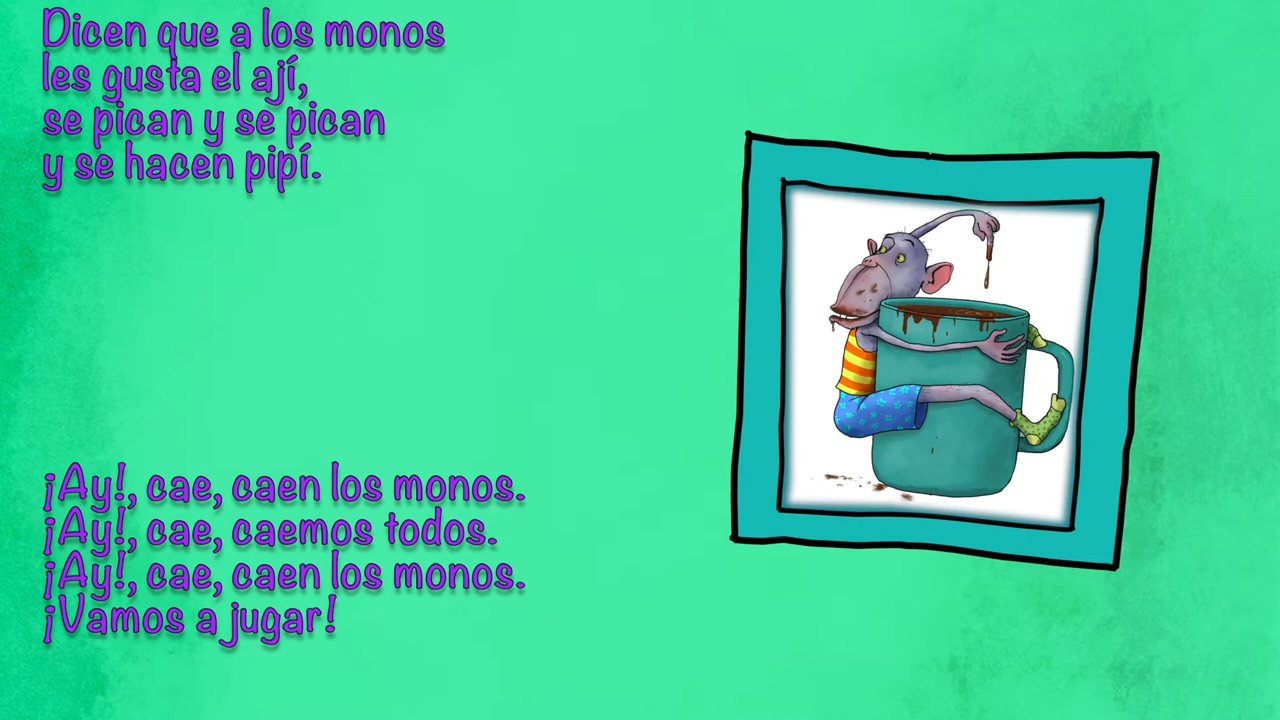 Dicen que a los monos
les gusta el ají,
se pican y se pican
y se hacen pipí.
¡Ay!, cae, caen los monos.
¡Ay!, cae, caemos todos.
¡Ay!, cae, caen los monos.
¡Vamos a jugar!